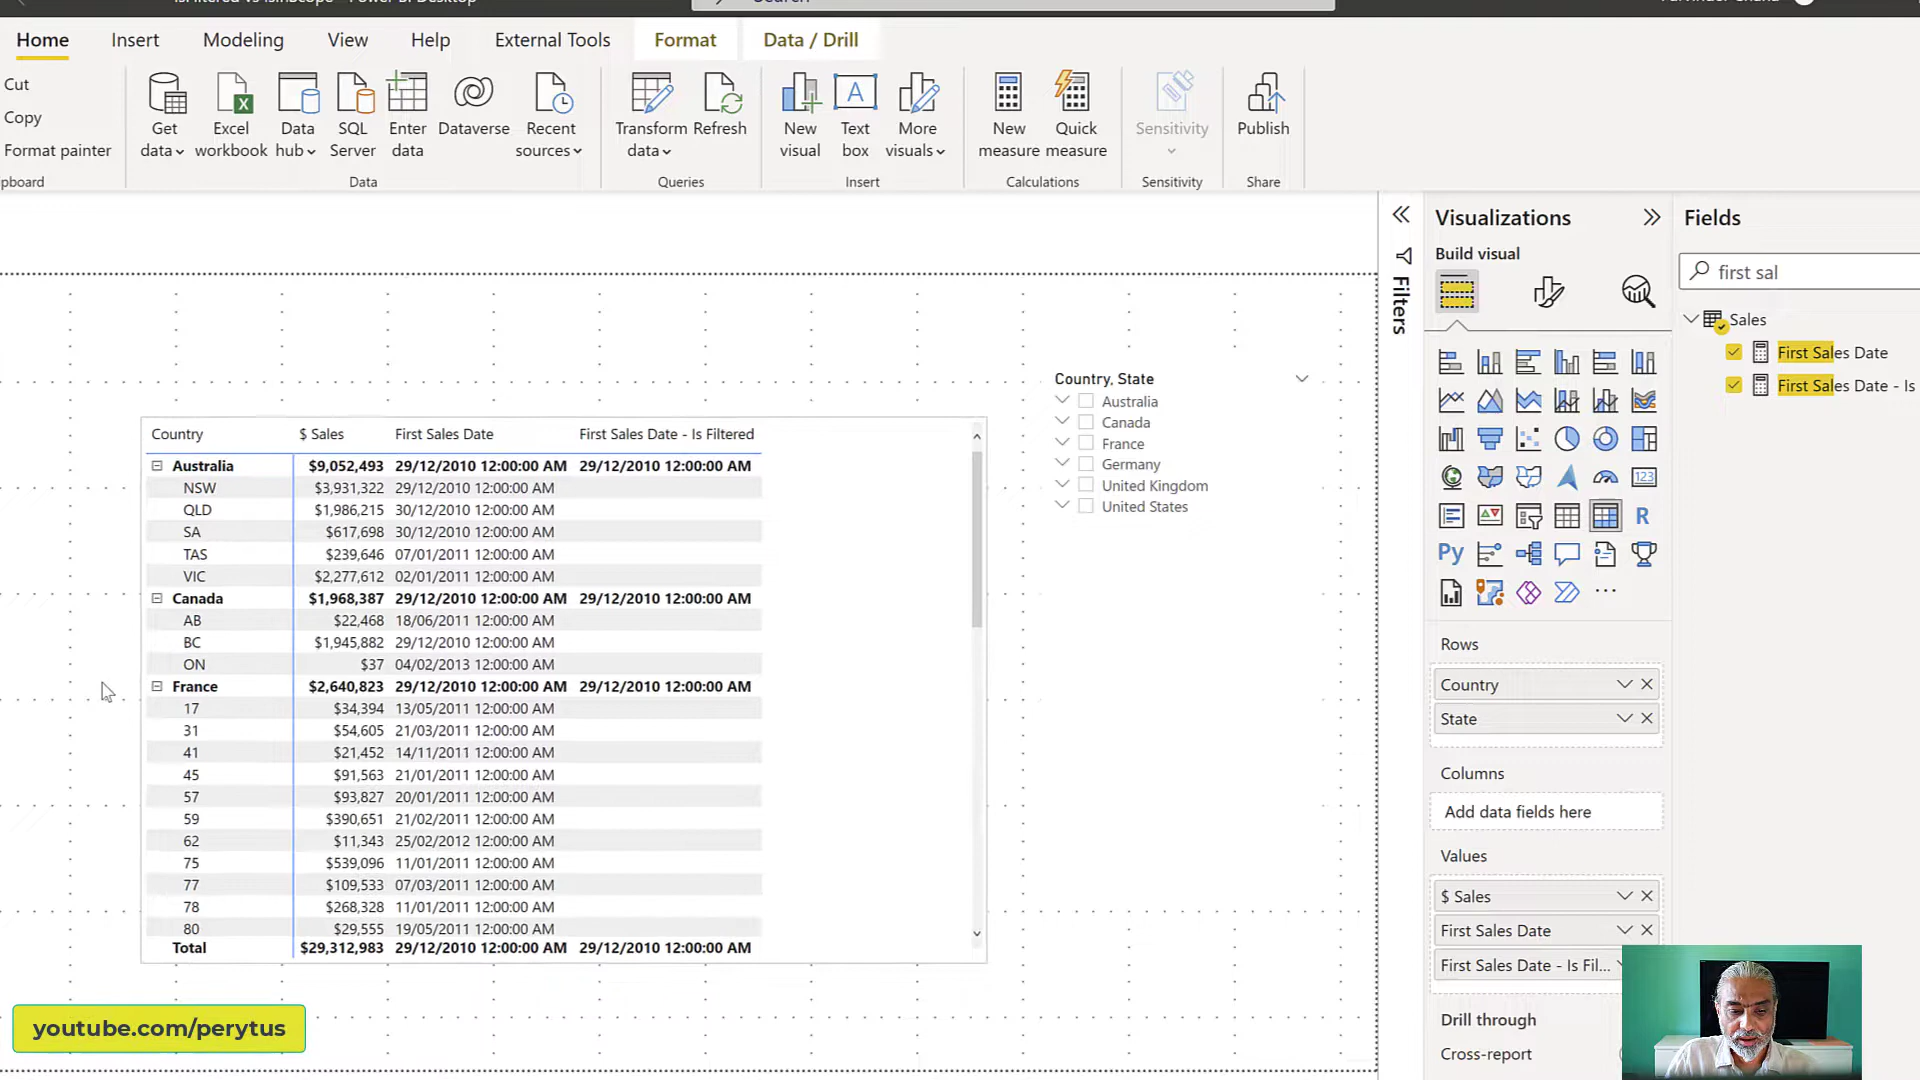 Home
Insert
Modeling
View
Help
External Tools
Format
Data / Drill
Cut
Copy
Format painter
Get data
Excel workbook
Data hub
SQL Server
Enter data
Dataverse
Recent sources
Transform data
Refresh
New visual
Text box
More visuals
New measure
Quick measure
Sensitivity
Publish
pboard
Data
Queries
Insert
Calculations
Sensitivity
Share
Filters
Visualizations
Build visual
Fields
first sal
Sales
First Sales Date
First Sales Date - Is
Country, State
Australia
Canada
France
Germany
United Kingdom
United States
Country $ Sales First Sales Date First Sales Date - Is Filtered
Australia $9,052,493 29/12/2010 12:00:00 AM 29/12/2010 12:00:00 AM
NSW $3,931,322 29/12/2010 12:00:00 AM
QLD $1,986,215 30/12/2010 12:00:00 AM
SA $617,698 30/12/2010 12:00:00 AM
TAS $239,646 07/01/2011 12:00:00 AM
VIC $2,277,612 02/01/2011 12:00:00 AM
Canada $1,968,387 29/12/2010 12:00:00 AM 29/12/2010 12:00:00 AM
AB $22,468 18/06/2011 12:00:00 AM
BC $1,945,882 29/12/2010 12:00:00 AM
ON $37 04/02/2013 12:00:00 AM
France $2,640,823 29/12/2010 12:00:00 AM 29/12/2010 12:00:00 AM
17 $34,394 13/05/2011 12:00:00 AM
31 $54,605 21/03/2011 12:00:00 AM
41 $21,452 14/11/2011 12:00:00 AM
45 $91,563 21/01/2011 12:00:00 AM
57 $93,827 20/01/2011 12:00:00 AM
59 $390,651 21/02/2011 12:00:00 AM
62 $11,343 25/02/2012 12:00:00 AM
75 $539,096 11/01/2011 12:00:00 AM
77 $109,533 07/03/2011 12:00:00 AM
78 $268,328 11/01/2011 12:00:00 AM
80 $29,555 19/05/2011 12:00:00 AM
Total $29,312,983 29/12/2010 12:00:00 AM 29/12/2010 12:00:00 AM
123
R
Py
Rows
Country
State
Columns
Add data fields here
Values
$ Sales
First Sales Date
First Sales Date - Is Fil...
Drill through
Cross-report
youtube.com/perytus